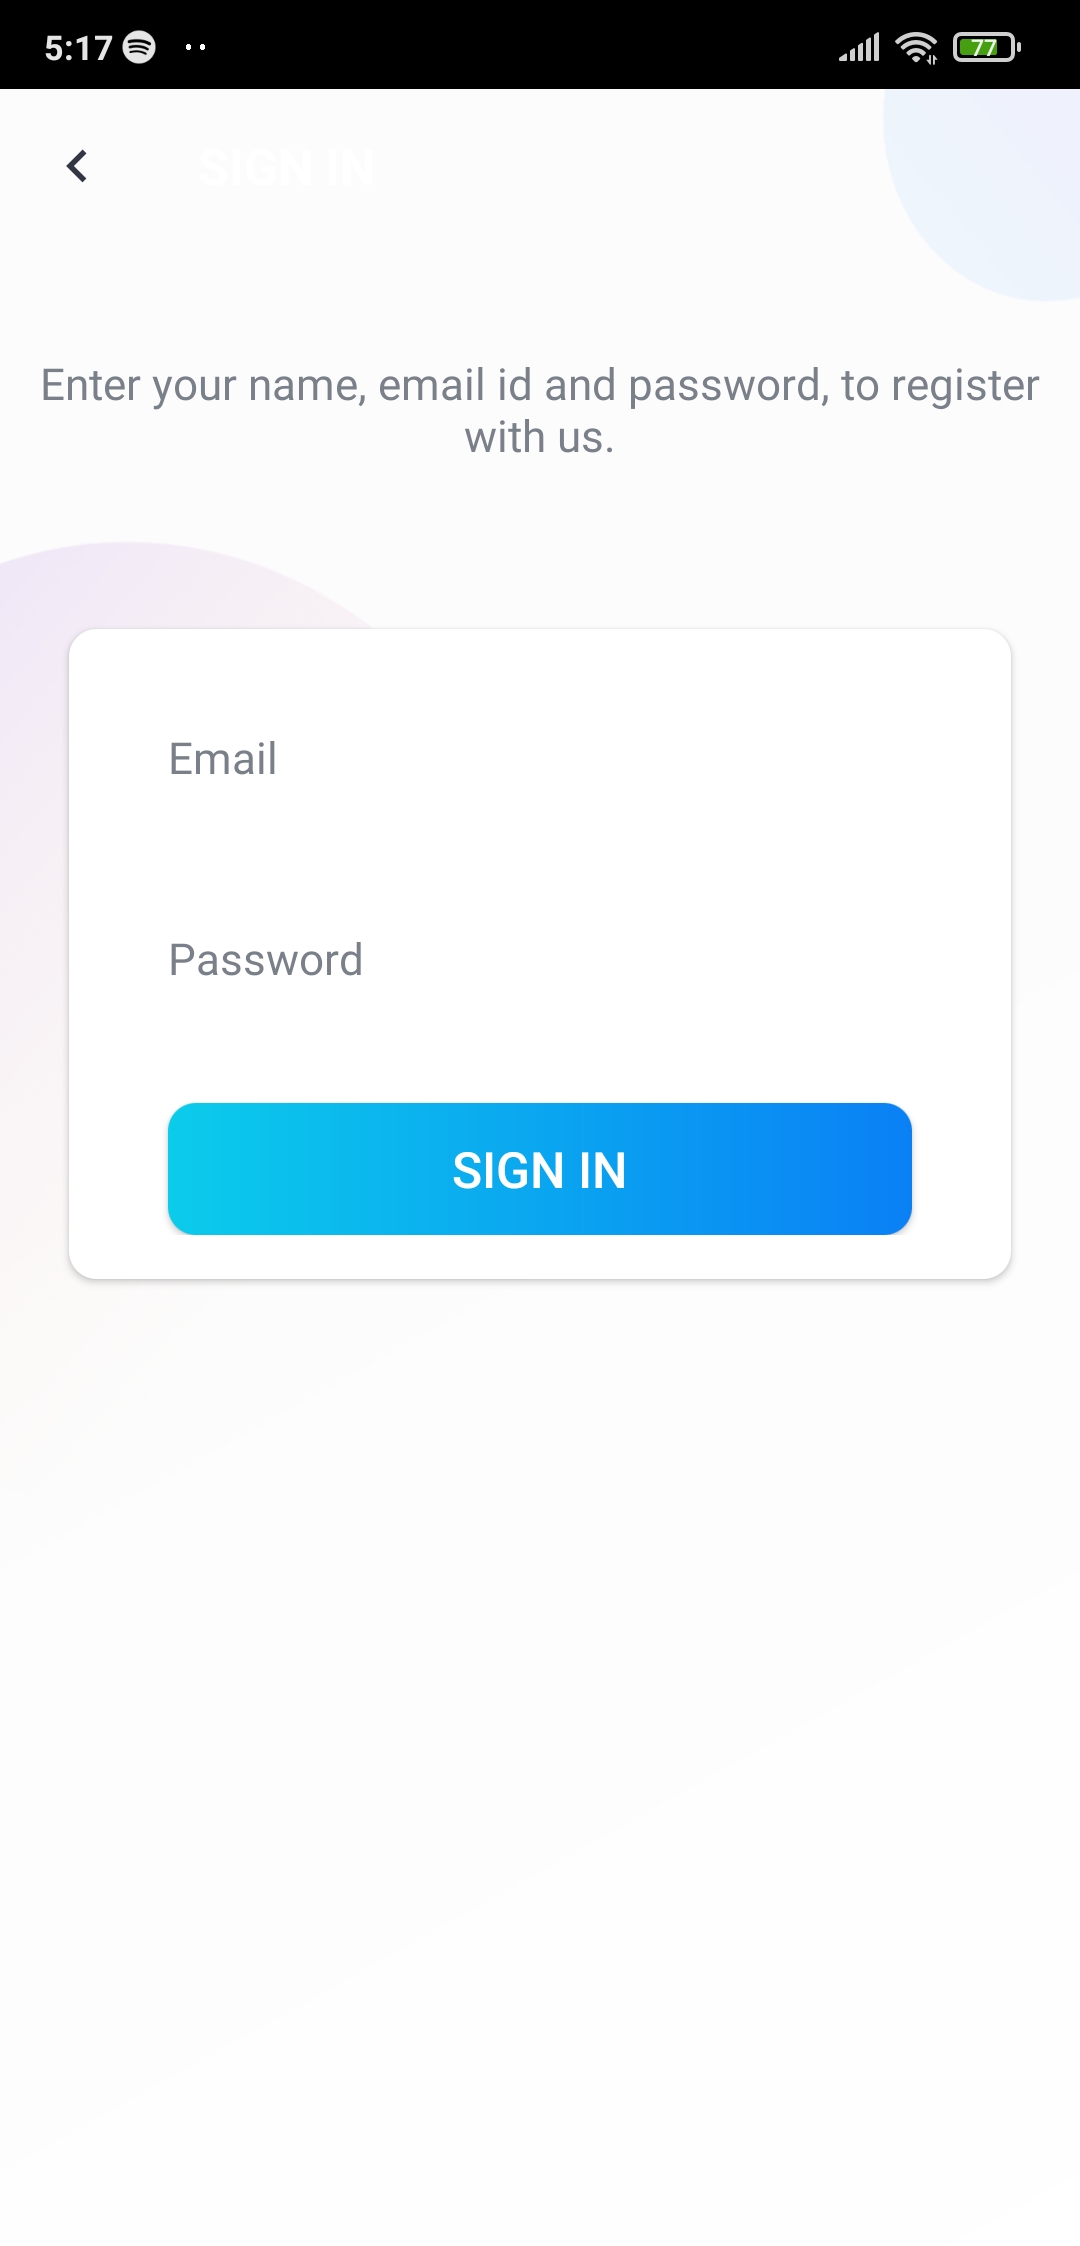 5:17
77
SIGN IN
Enter your name, email id and password, to register
with us.
Email
Password
SIGN IN